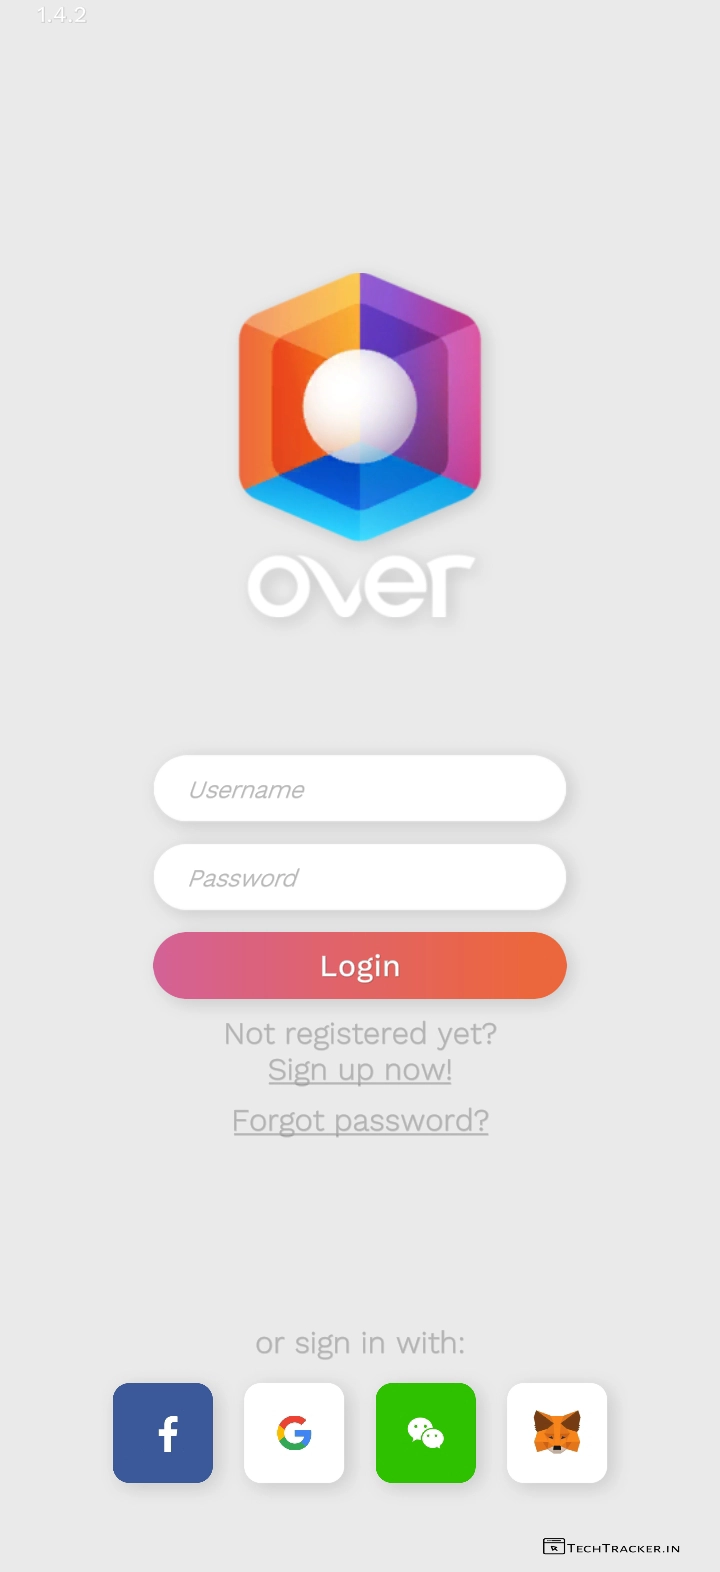 1.4.2
over
Username
Password
Login
Not registered yet?
Sign up now!
Forgot password?
or sign in with:
f
G
TECHTRACKER.IN